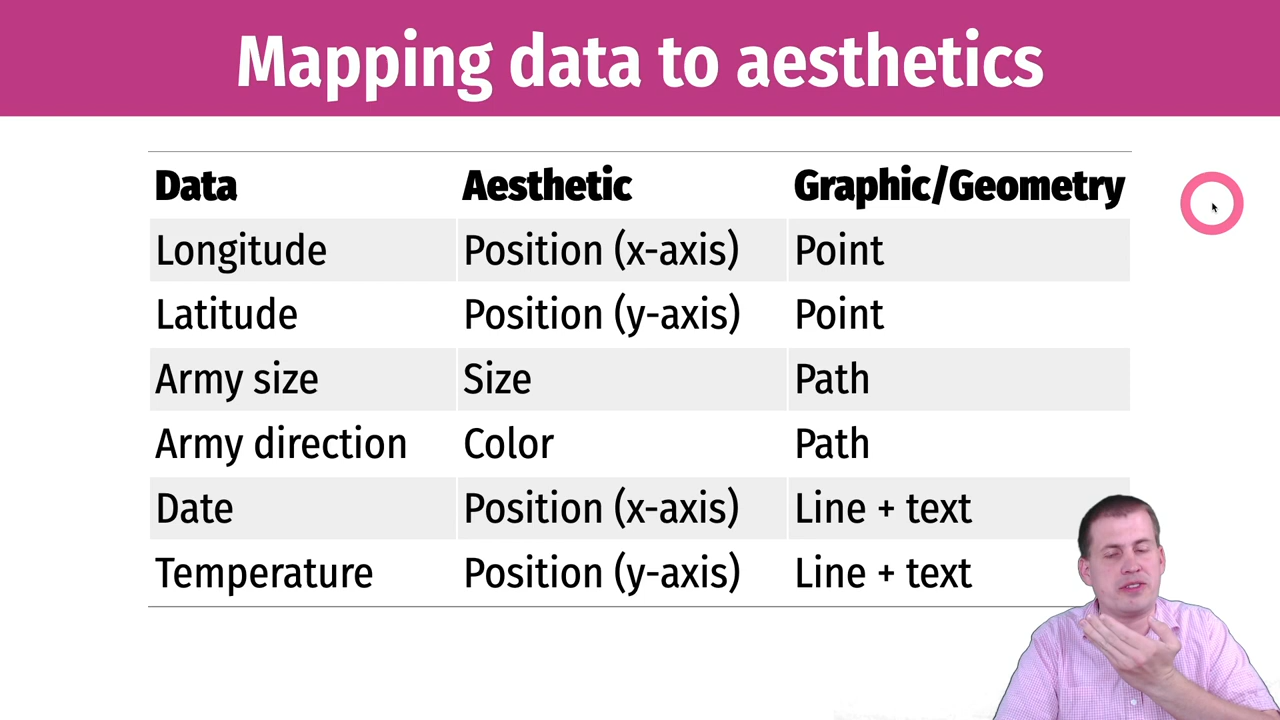 Mapping data to aesthetics
Data Aesthetic Graphic/Geometry
Longitude Position (x-axis) Point
Latitude Position (y-axis) Point
Army size Size Path
Army direction Color Path
Date Position (x-axis) Line + text
Temperature Position (y-axis) Line + text